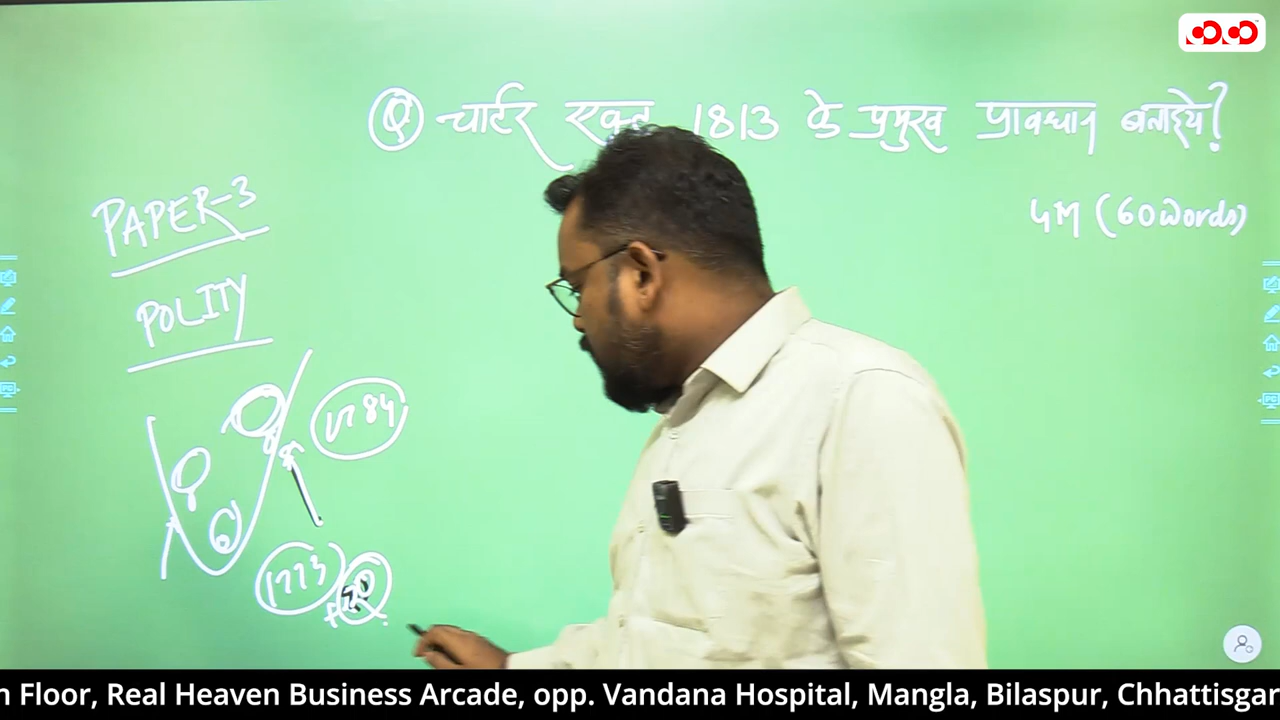 Q चार्टर एक्ट 1813 के प्रमुख प्रावधान बताइये?
4M (60 words)
PAPER-3
POLITY
1784
1773
n Floor, Real Heaven Business Arcade, opp. Vandana Hospital, Mangla, Bilaspur, Chhattisgar